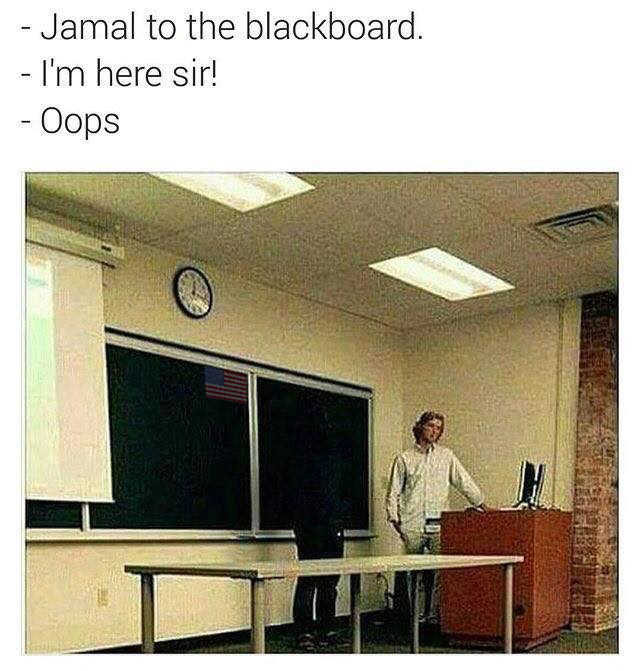 - Jamal to the blackboard.
- I'm here sir!
- Oops